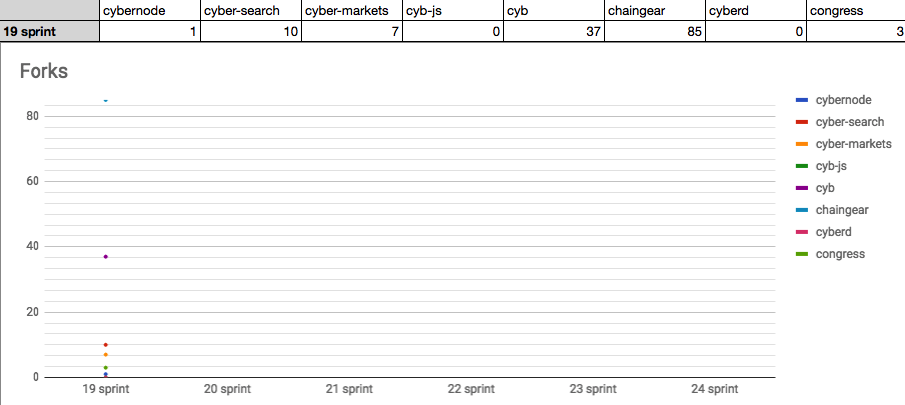 cybernode cyber-search cyber-markets cyb-js cyb chaingear cyberd congress
19 sprint 1 10 7 0 37 85 0 3
Forks
cybernode
cyber-search
cyber-markets
cyb-js
cyb
chaingear
cyberd
congress
80
60
40
20
0
19 sprint 20 sprint 21 sprint 22 sprint 23 sprint 24 sprint